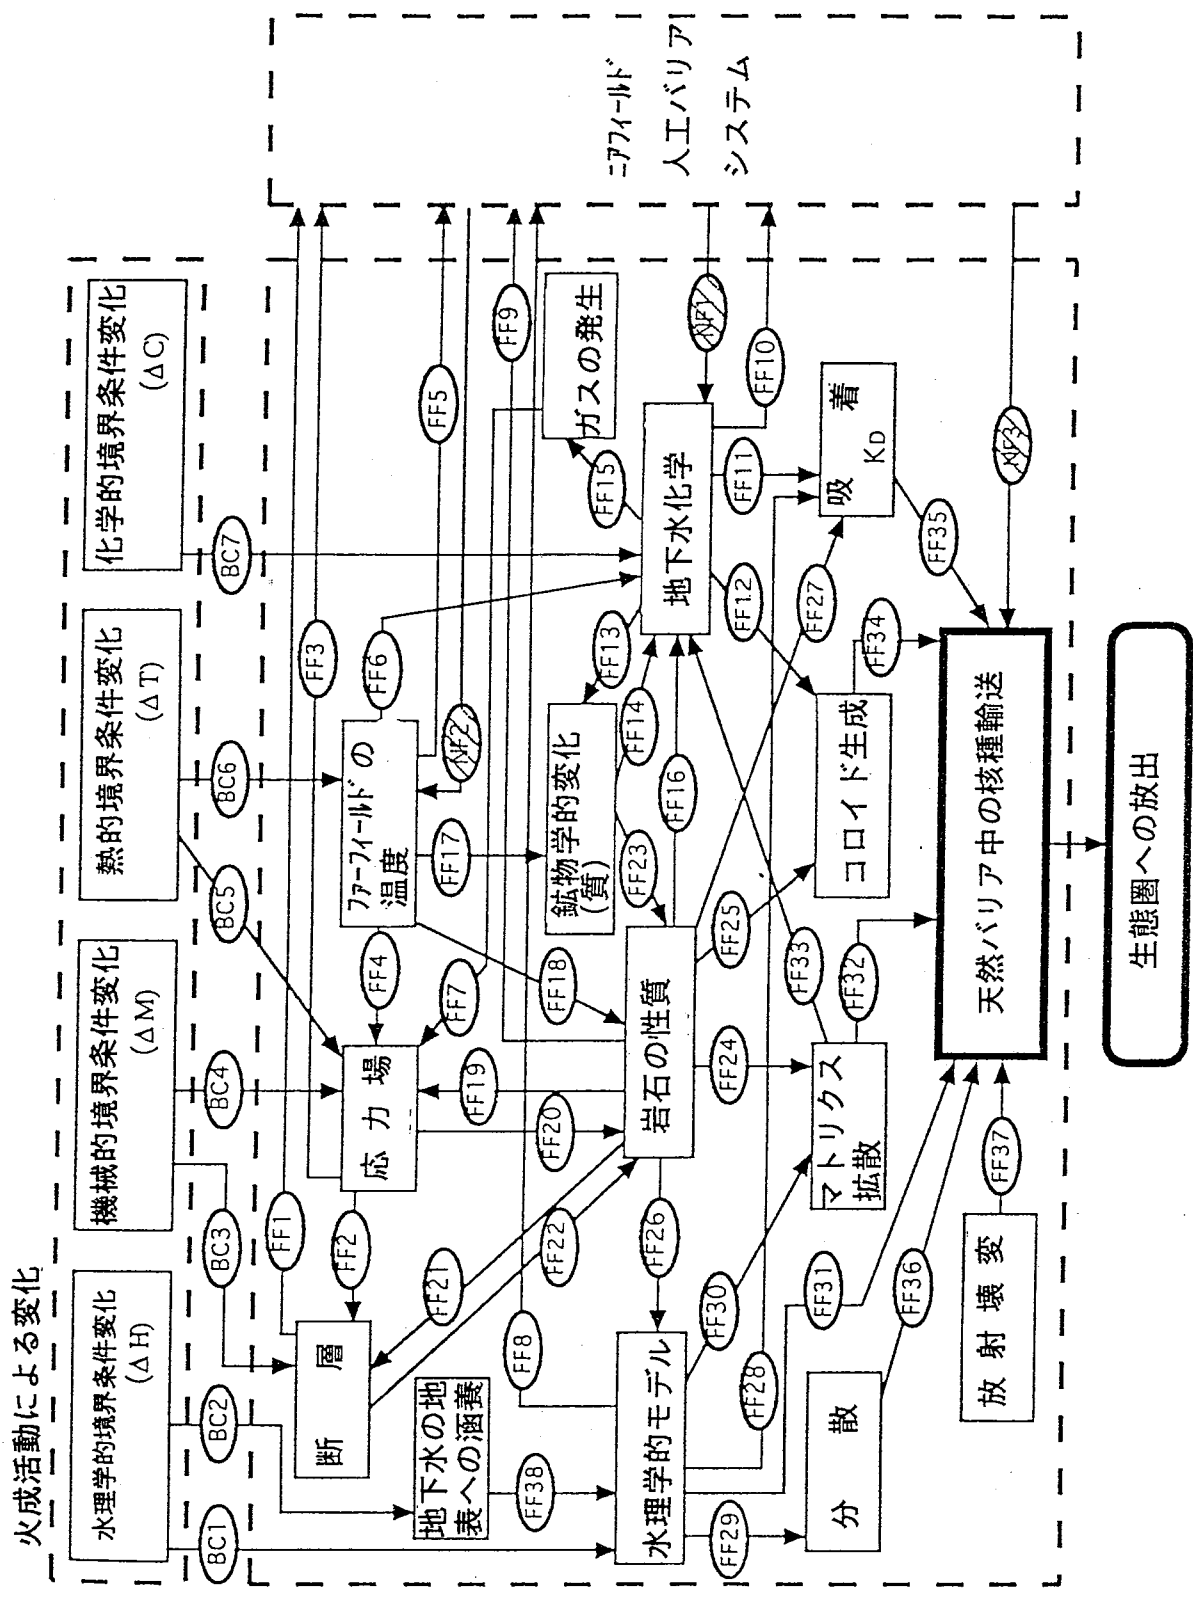 火成活動による変化
水理学的境界条件変化
(ΔH)
機械的境界条件変化
(ΔM)
熱的境界条件変化
(ΔT)
化学的境界条件変化
(ΔC)
BC1
BC2
BC3
BC4
BC5
BC6
BC7
FF1
FF3
断層
FF2
応力場
FF4
ファーフィールドの
温度
FF6
FF5
NF2
FF7
FF17
FF9
地下水の地
表への涵養
FF38
FF21
FF22
FF8
FF20
FF19
FF18
鉱物学的変化
(質)
FF13
FF14
FF23
FF15
ガスの発生
ニアフィールド
人工バリア
システム
水理学的モデル
FF26
岩石の性質
FF16
地下水化学
NF1
FF10
FF29
FF28
FF30
FF24
FF25
FF33
FF27
FF12
FF11
分散
FF31
マトリクス
拡散
FF32
コロイド生成
FF34
吸着
KD
FF35
NF3
FF36
放射壊変
FF37
天然バリア中の核種輸送
生態圏への放出